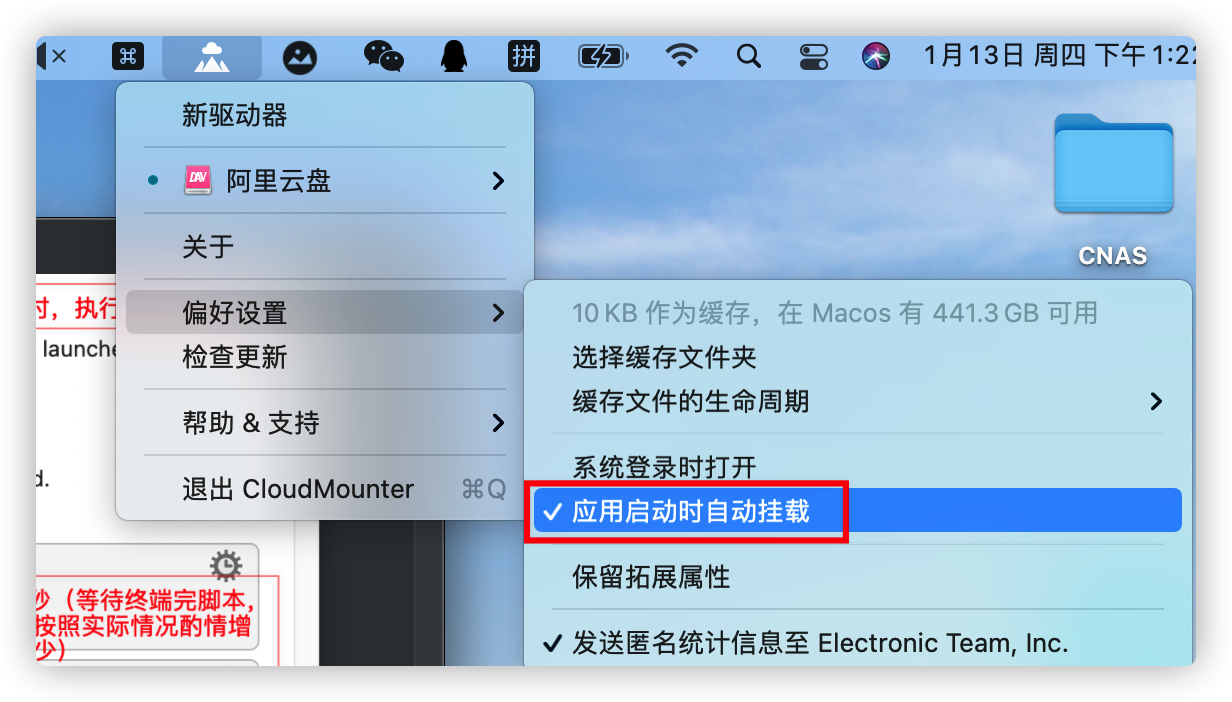 拼
1月13日 周四 下午 1:22
新驱动器
DAV 阿里云盘
关于
偏好设置
检查更新
帮助 & 支持
退出 CloudMounter ⌘Q
CNAS
10 KB 作为缓存，在 Macos 有 441.3 GB 可用
选择缓存文件夹
缓存文件的生命周期
系统登录时打开
✓ 应用启动时自动挂载
保留拓展属性
✓ 发送匿名统计信息至 Electronic Team, Inc.
时，执行
launche
d.
沙（等待终端完脚本,
按照实际情况酌情增
少）